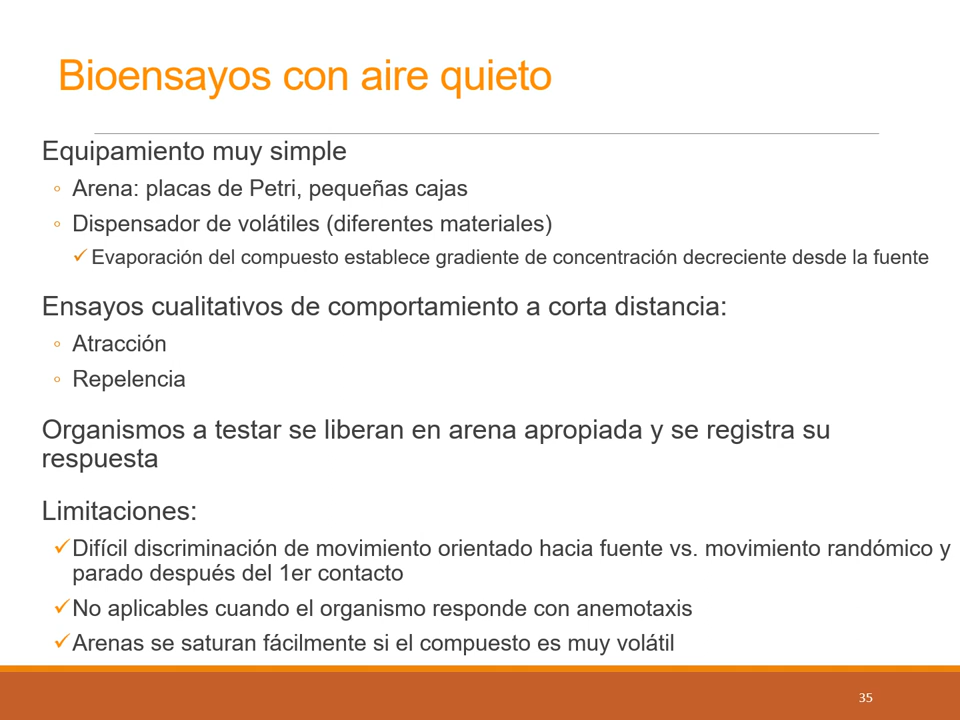 Bioensayos con aire quieto
Equipamiento muy simple
◦ Arena: placas de Petri, pequeñas cajas
◦ Dispensador de volátiles (diferentes materiales)
✓Evaporación del compuesto establece gradiente de concentración decreciente desde la fuente
Ensayos cualitativos de comportamiento a corta distancia:
◦ Atracción
◦ Repelencia
Organismos a testar se liberan en arena apropiada y se registra su
respuesta
Limitaciones:
✓Difícil discriminación de movimiento orientado hacia fuente vs. movimiento randómico y
parado después del 1er contacto
✓No aplicables cuando el organismo responde con anemotaxis
✓Arenas se saturan fácilmente si el compuesto es muy volátil
35